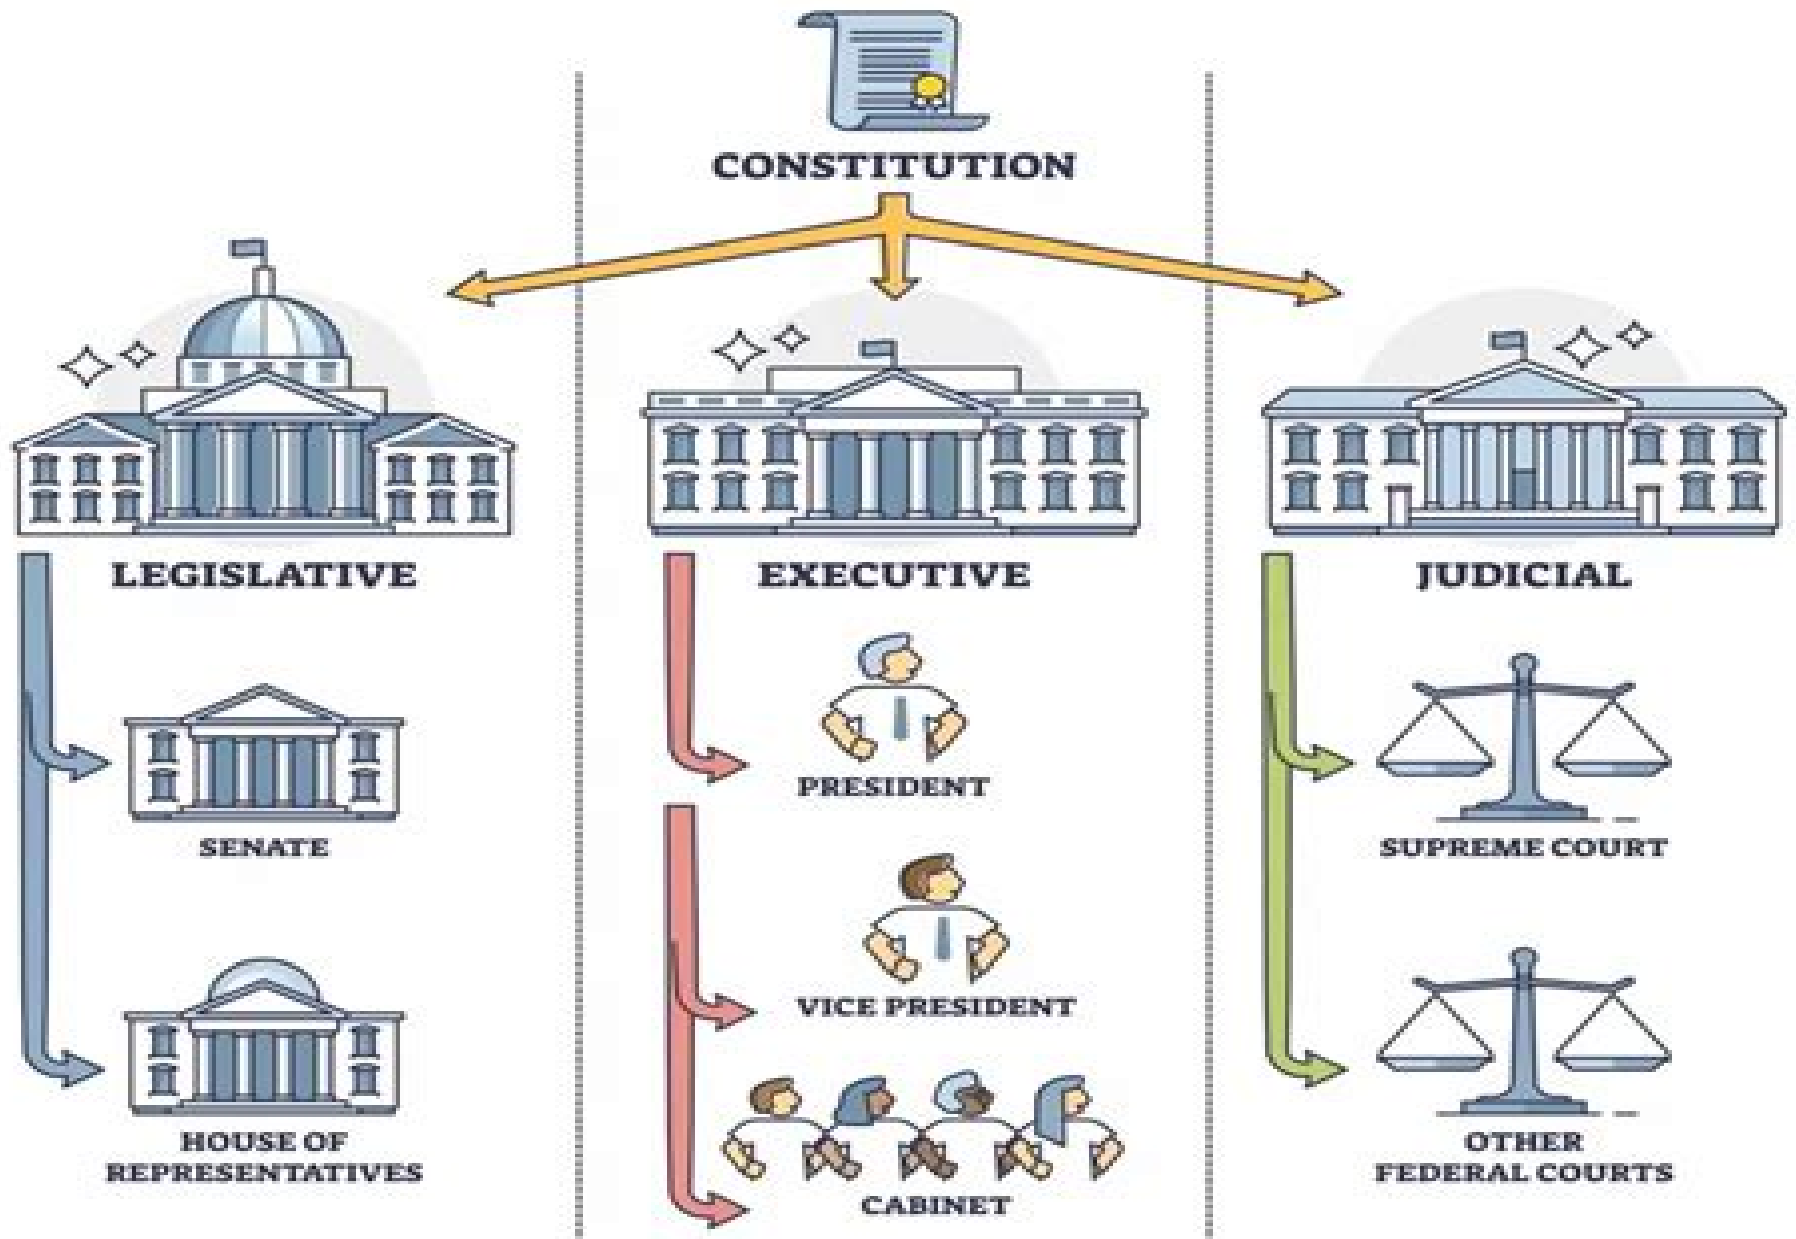 CONSTITUTION
LEGISLATIVE
SENATE
HOUSE OF
REPRESENTATIVES
EXECUTIVE
PRESIDENT
VICE PRESIDENT
CABINET
JUDICIAL
SUPREME COURT
OTHER
FEDERAL COURTS